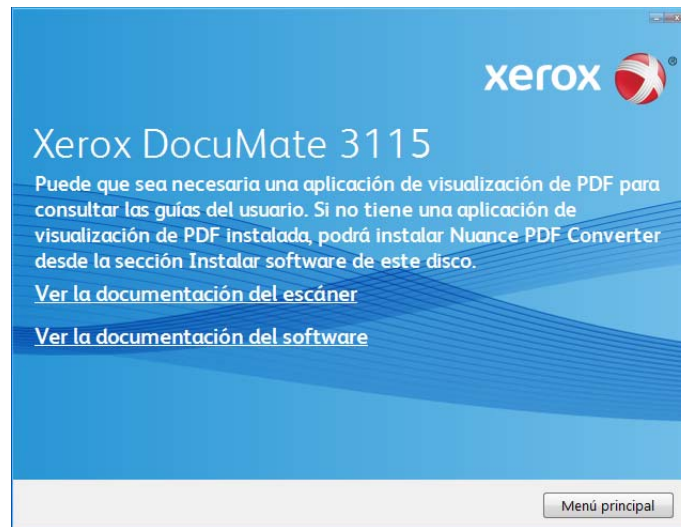 xerox ®
Xerox DocuMate 3115
Puede que sea necesaria una aplicación de visualización de PDF para
consultar las guías del usuario. Si no tiene una aplicación de
visualización de PDF instalada, podrá instalar Nuance PDF Converter
desde la sección Instalar software de este disco.
Ver la documentación del escáner
Ver la documentación del software
Menú principal